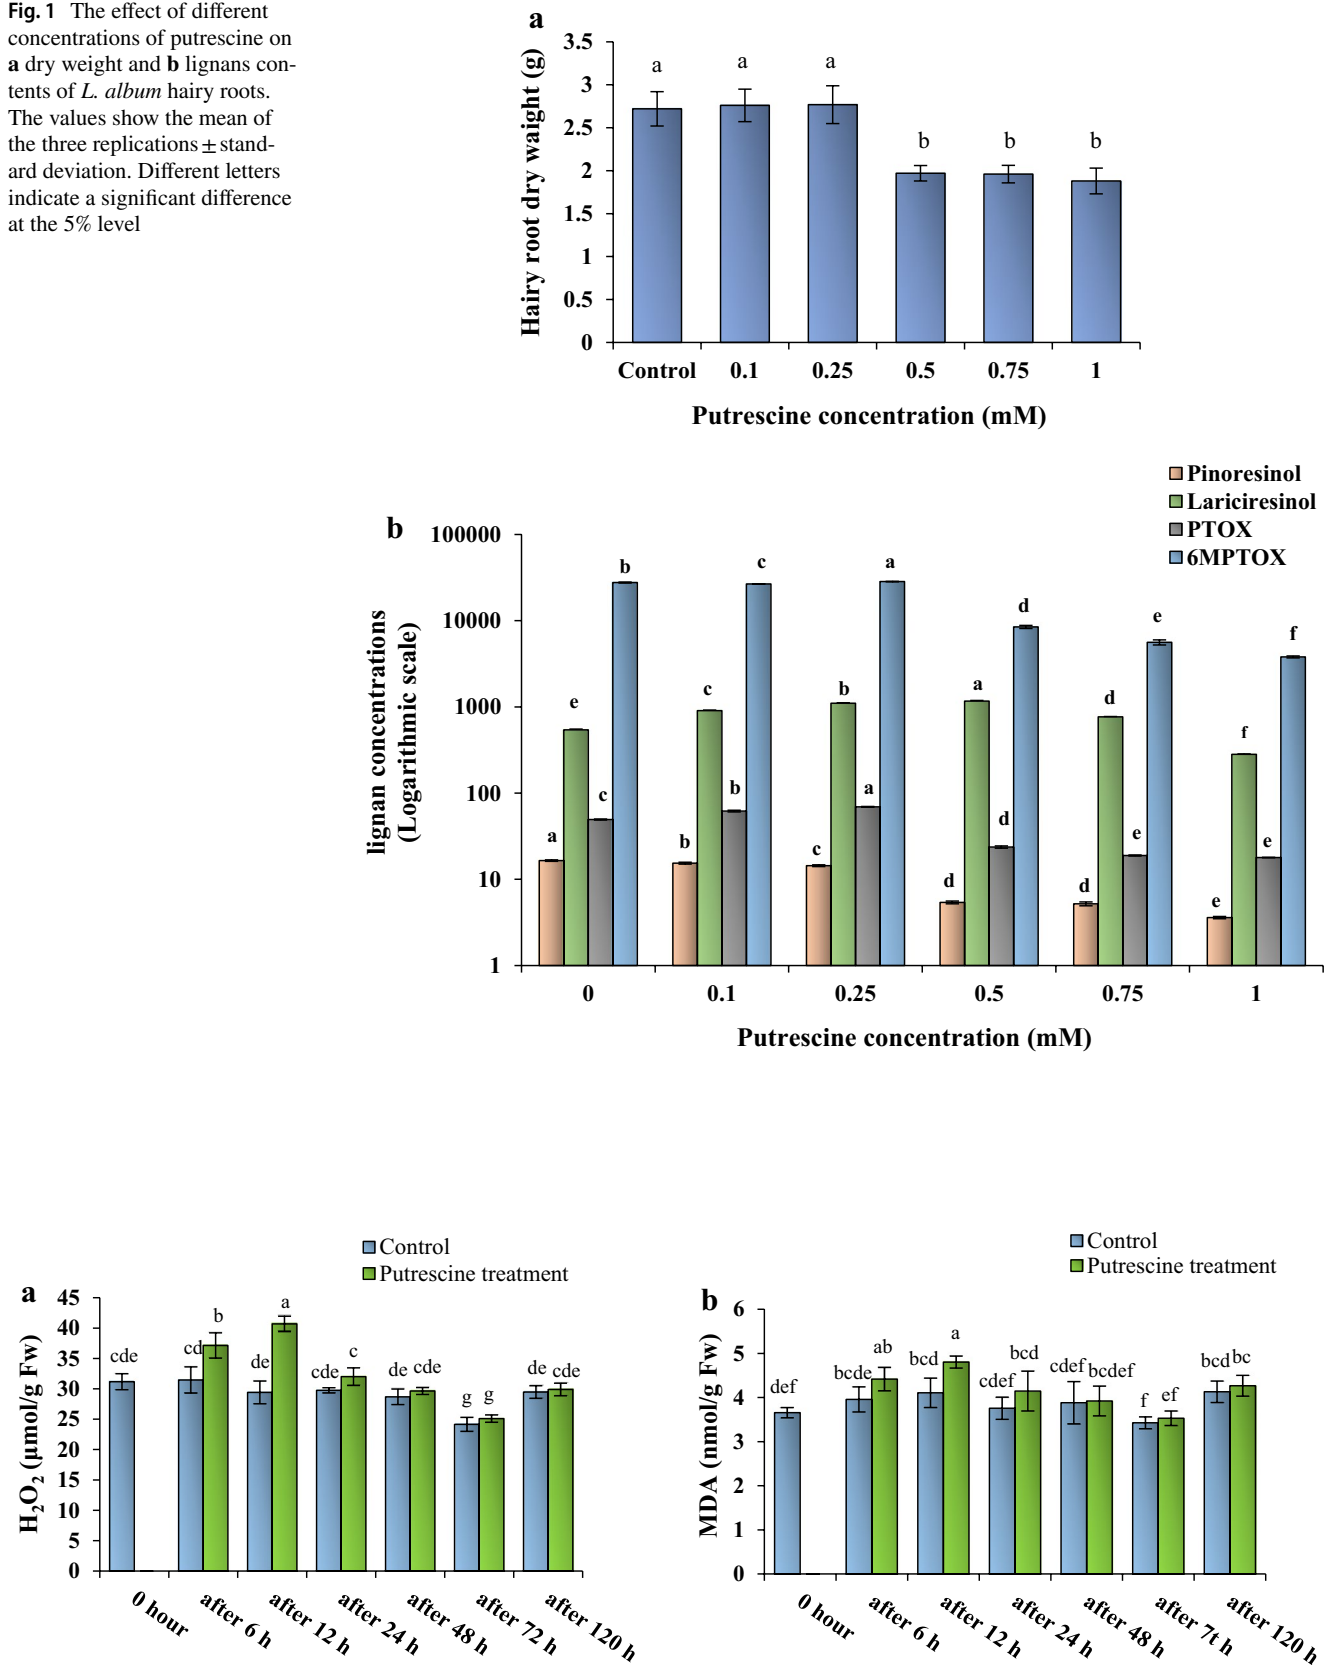 Fig. 1 The effect of different
concentrations of putrescine on
a dry weight and b lignans con-
tents of L. album hairy roots.
The values show the mean of
the three replications ± stand-
ard deviation. Different letters
indicate a significant difference
at the 5% level
a
Hairy root dry waight (g)
3.5
3
2.5
2
1.5
1
0.5
0
a a a b b b
Control 0.1 0.25 0.5 0.75 1
Putrescine concentration (mM)
Pinoresinol
Lariciresinol
PTOX
6MPTOX
b
lignan concentrations
(Logarithmic scale)
100000
10000
1000
100
10
1
a e c b b c b c c b a a d a d d d d e e e f e f
0 0.1 0.25 0.5 0.75 1
Putrescine concentration (mM)
Control
Putrescine treatment
a
H2O2 (µmol/g Fw)
45
40
35
30
25
20
15
10
5
0
cde cd b de a cde c de cde g g de cde
0 hour after 6 h after 12 h after 24 h after 48 h after 72 h after 120 h
Control
Putrescine treatment
b
MDA (nmol/g Fw)
6
5
4
3
2
1
0
def bcde ab bcd a cdef bcd cdef bcdef f ef bcd bc
0 hour after 6 h after 12 h after 24 h after 48 h after 7t h after 120 h